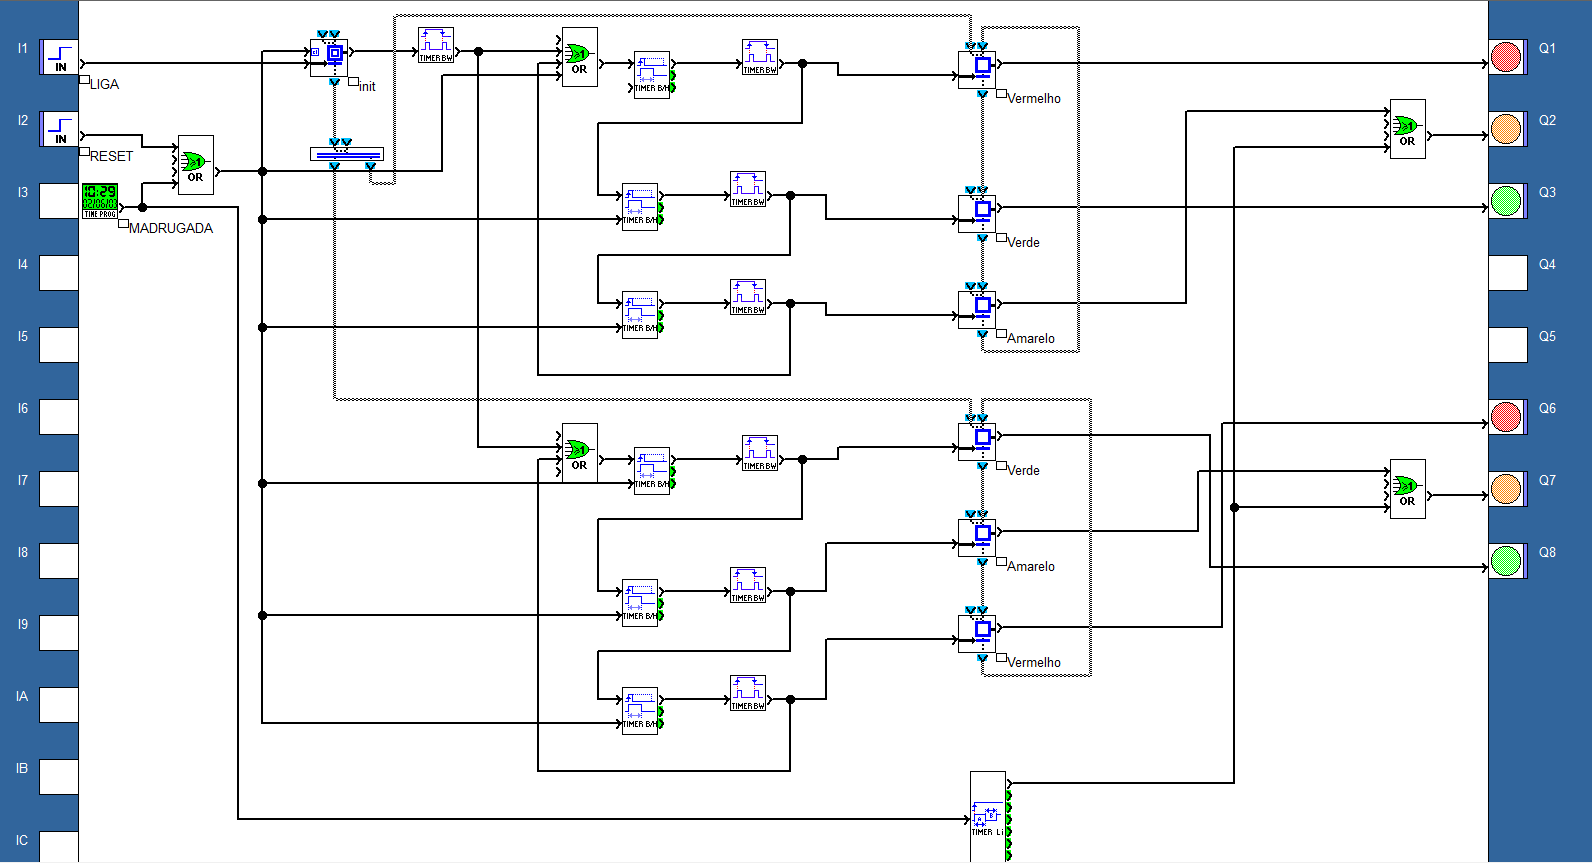 I1
IN
LIGA
I2
IN
RESET
OR
I3
10:29
02/06/03
TIME PROG
MADRUGADA
I4
I5
I6
I7
I8
I9
IA
IB
IC
init
TIMER BW
OR
TIMER B/H
TIMER BW
Vermelho
TIMER B/H
TIMER BW
Verde
TIMER B/H
TIMER BW
Amarelo
OR
TIMER B/H
TIMER BW
Verde
TIMER B/H
TIMER BW
Amarelo
TIMER B/H
TIMER BW
Vermelho
TIMER Li
OR
OR
Q1
Q2
Q3
Q4
Q5
Q6
Q7
Q8